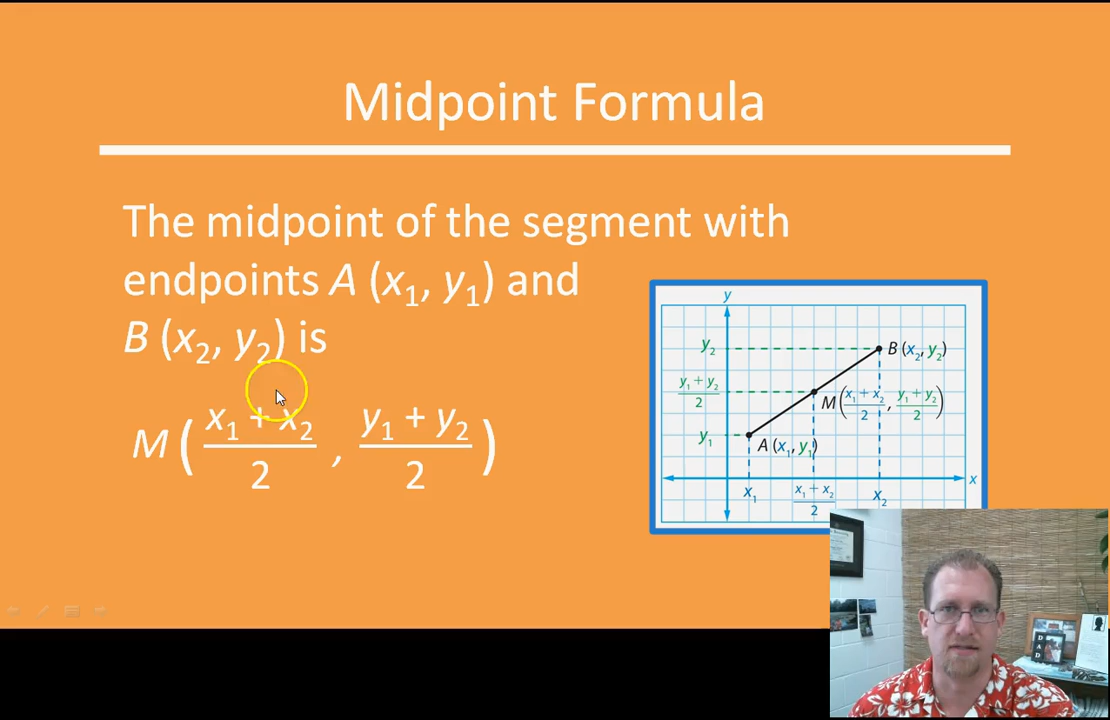 Midpoint Formula
The midpoint of the segment with
endpoints A (x₁, y₁) and
B (x₂, y₂) is
M ( (x₁ + x₂)/2 , (y₁ + y₂)/2 )
y
y₂
B (x₂, y₂)
(y₁ + y₂)/2
M((x₁ + x₂)/2, (y₁ + y₂)/2)
y₁
A (x₁, y₁)
x
x₁
(x₁ + x₂)/2
x₂
DAD